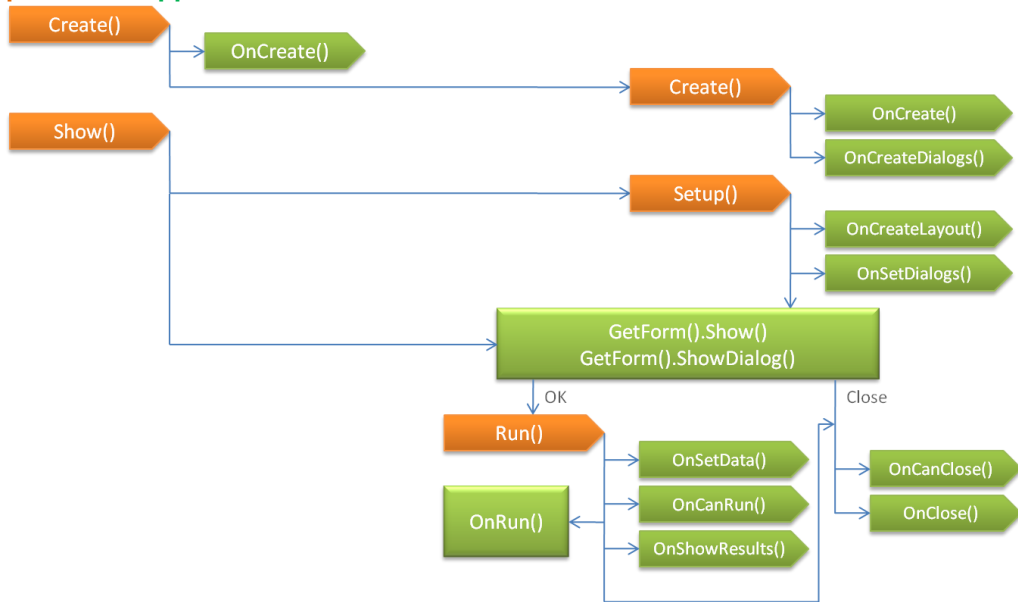 Create()
OnCreate()
Create()
OnCreate()
OnCreateDialogs()
Show()
Setup()
OnCreateLayout()
OnSetDialogs()
GetForm().Show()
GetForm().ShowDialog()
OK
Close
Run()
OnSetData()
OnCanClose()
OnCanRun()
OnRun()
OnClose()
OnShowResults()